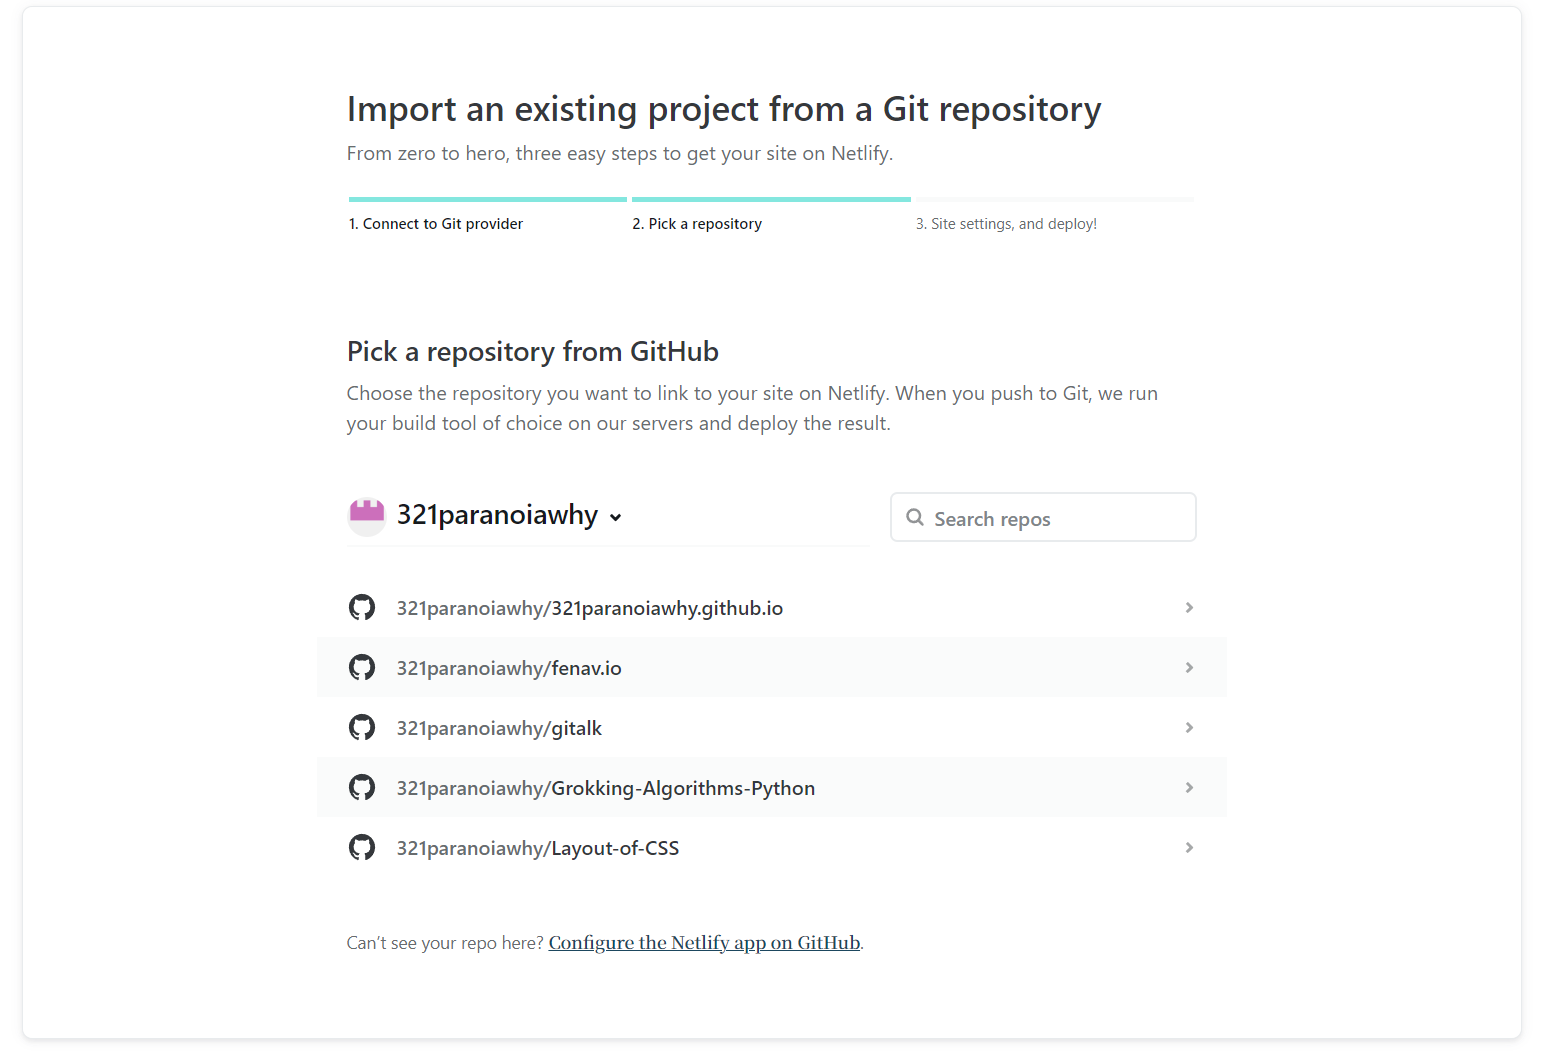 Import an existing project from a Git repository
From zero to hero, three easy steps to get your site on Netlify.
1. Connect to Git provider
2. Pick a repository
3. Site settings, and deploy!
Pick a repository from GitHub
Choose the repository you want to link to your site on Netlify. When you push to Git, we run
your build tool of choice on our servers and deploy the result.
321paranoiawhy
Search repos
321paranoiawhy/321paranoiawhy.github.io
321paranoiawhy/fenav.io
321paranoiawhy/gitalk
321paranoiawhy/Grokking-Algorithms-Python
321paranoiawhy/Layout-of-CSS
Can’t see your repo here? Configure the Netlify app on GitHub.